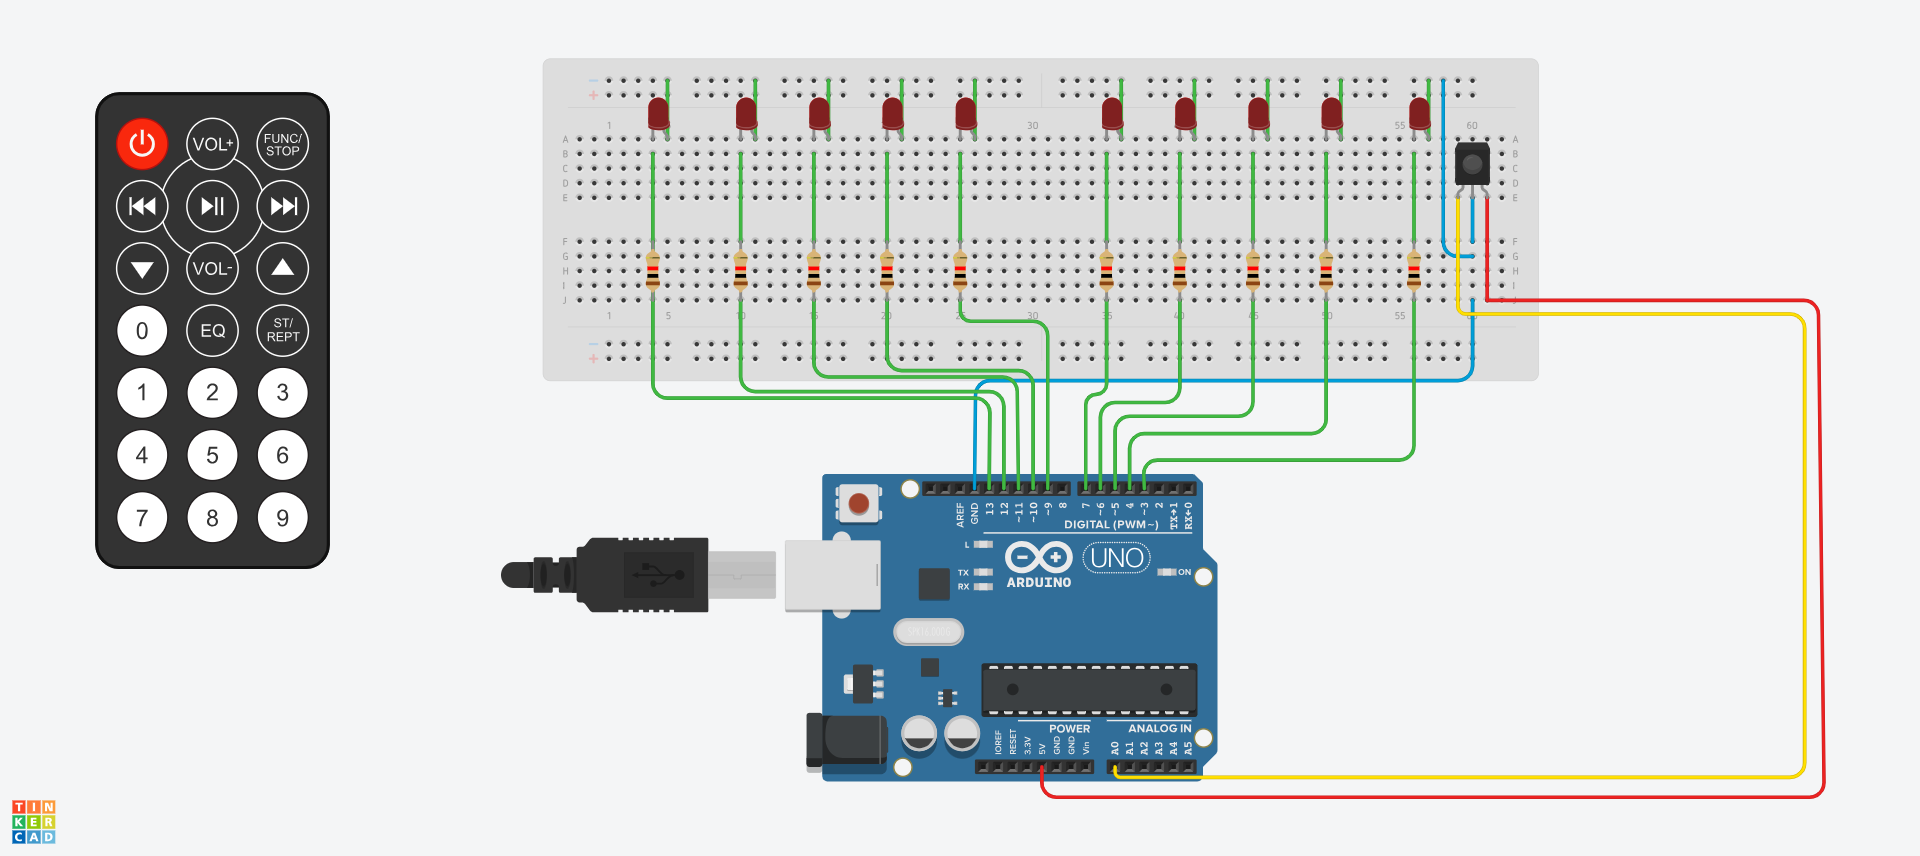 VOL+
FUNC/
STOP
VOL-
0
EQ
ST/
REPT
1 2 3
4 5 6
7 8 9
− −
+ +
1 30 55 60
A A
B B
C C
D D
E E
F F
G G
H H
I I
J J
1 5 10 15 20 25 30 35 40 45 50 55 60
− −
+ +
AREF
GND
13
12
~11
~10
~9
8
7
~6
~5
4
~3
2
TX→1
RX←0
DIGITAL (PWM~)
L
TX
RX
ARDUINO
UNO
ON
POWER
ANALOG IN
IOREF
RESET
3.3V
5V
GND
GND
Vin
A0
A1
A2
A3
A4
A5
TIN
KER
CAD